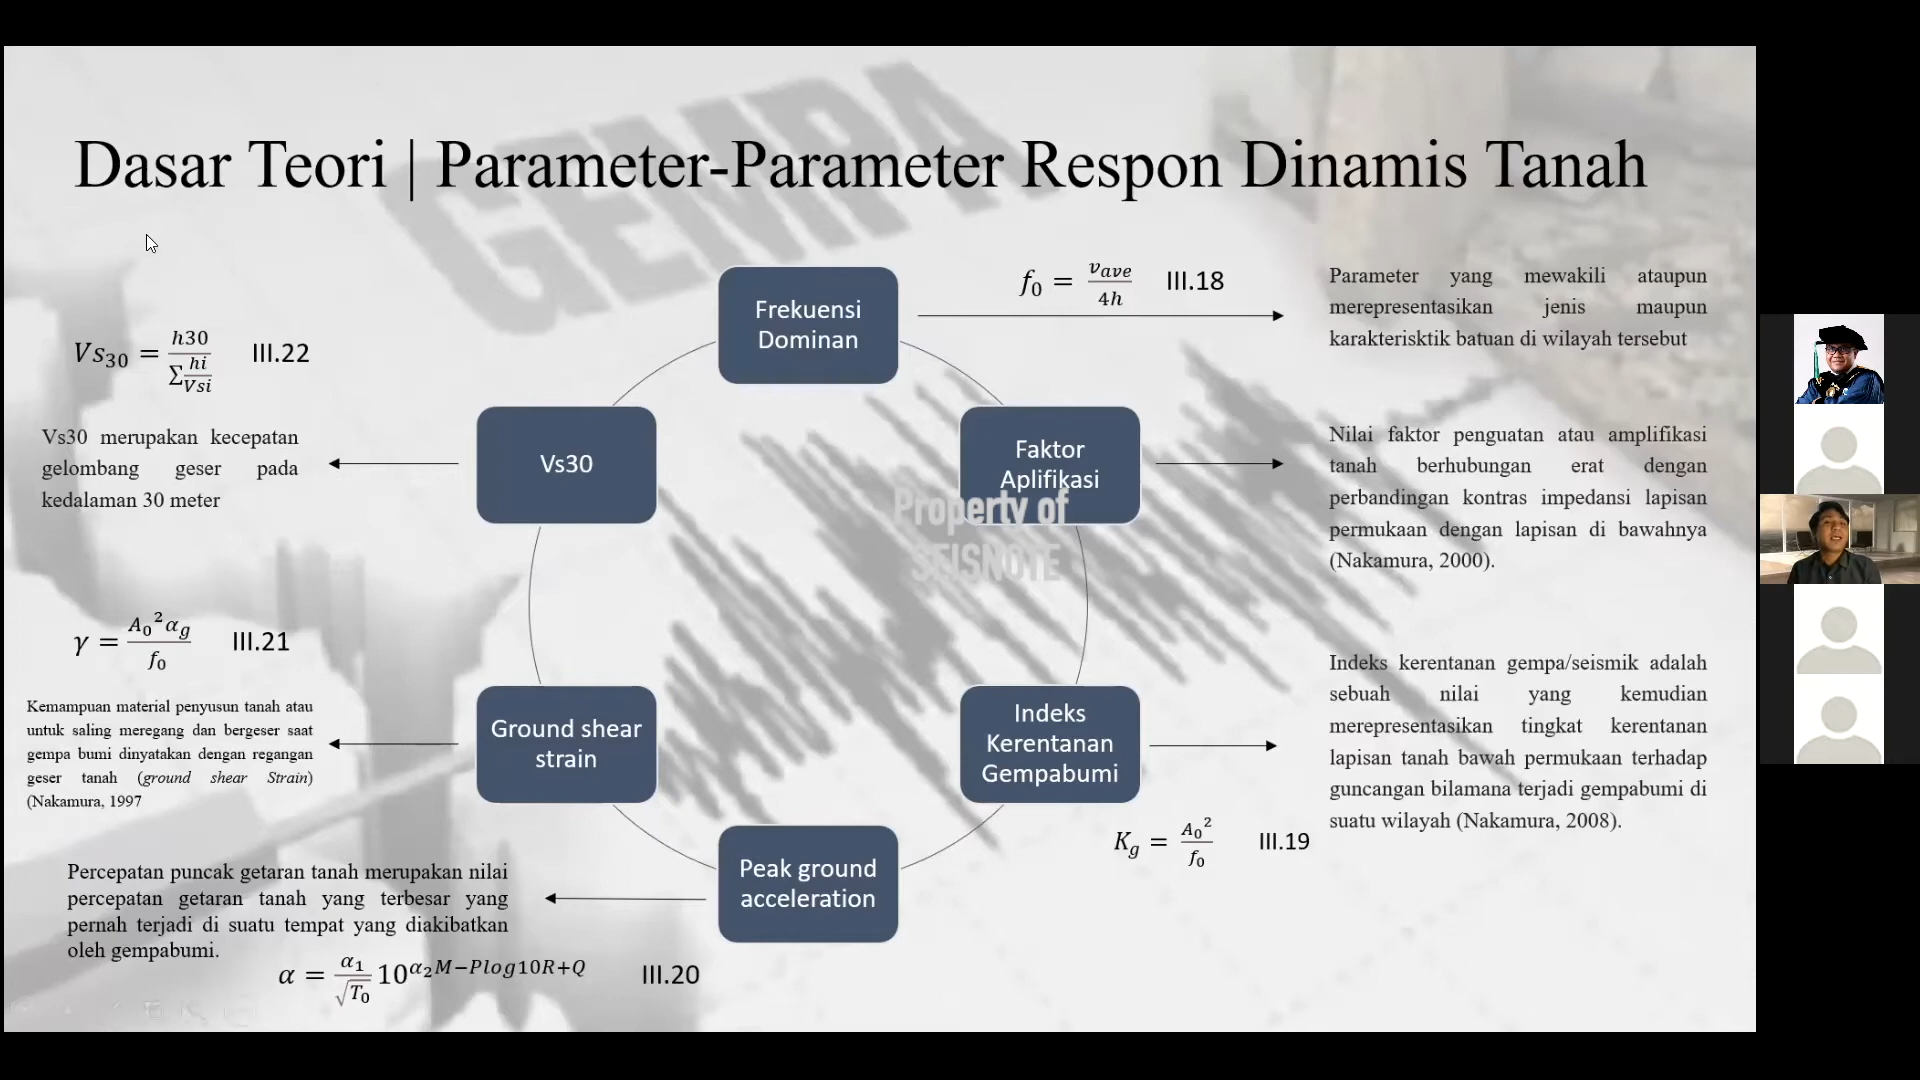 GEMPA
Dasar Teori | Parameter-Parameter Respon Dinamis Tanah
Frekuensi
Dominan
f₀ = v_ave / 4h III.18
Parameter yang mewakili ataupun
merepresentasikan jenis maupun
karakterisktik batuan di wilayah tersebut
Faktor
Aplifikasi
Nilai faktor penguatan atau amplifikasi
tanah berhubungan erat dengan
perbandingan kontras impedansi lapisan
permukaan dengan lapisan di bawahnya
(Nakamura, 2000).
Property of
SEISNOTE
Indeks
Kerentanan
Gempabumi
Indeks kerentanan gempa/seismik adalah
sebuah nilai yang kemudian
merepresentasikan tingkat kerentanan
lapisan tanah bawah permukaan terhadap
guncangan bilamana terjadi gempabumi di
suatu wilayah (Nakamura, 2008).
K_g = A₀² / f₀ III.19
Peak ground
acceleration
Percepatan puncak getaran tanah merupakan nilai
percepatan getaran tanah yang terbesar yang
pernah terjadi di suatu tempat yang diakibatkan
oleh gempabumi.
α = α₁ / √T₀ 10^(α₂M−Plog10R+Q) III.20
Ground shear
strain
γ = A₀²α_g / f₀ III.21
Kemampuan material penyusun tanah atau
untuk saling meregang dan bergeser saat
gempa bumi dinyatakan dengan regangan
geser tanah (ground shear Strain)
(Nakamura, 1997
Vs30
Vs₃₀ = h30 / Σ(hi/Vsi) III.22
Vs30 merupakan kecepatan
gelombang geser pada
kedalaman 30 meter